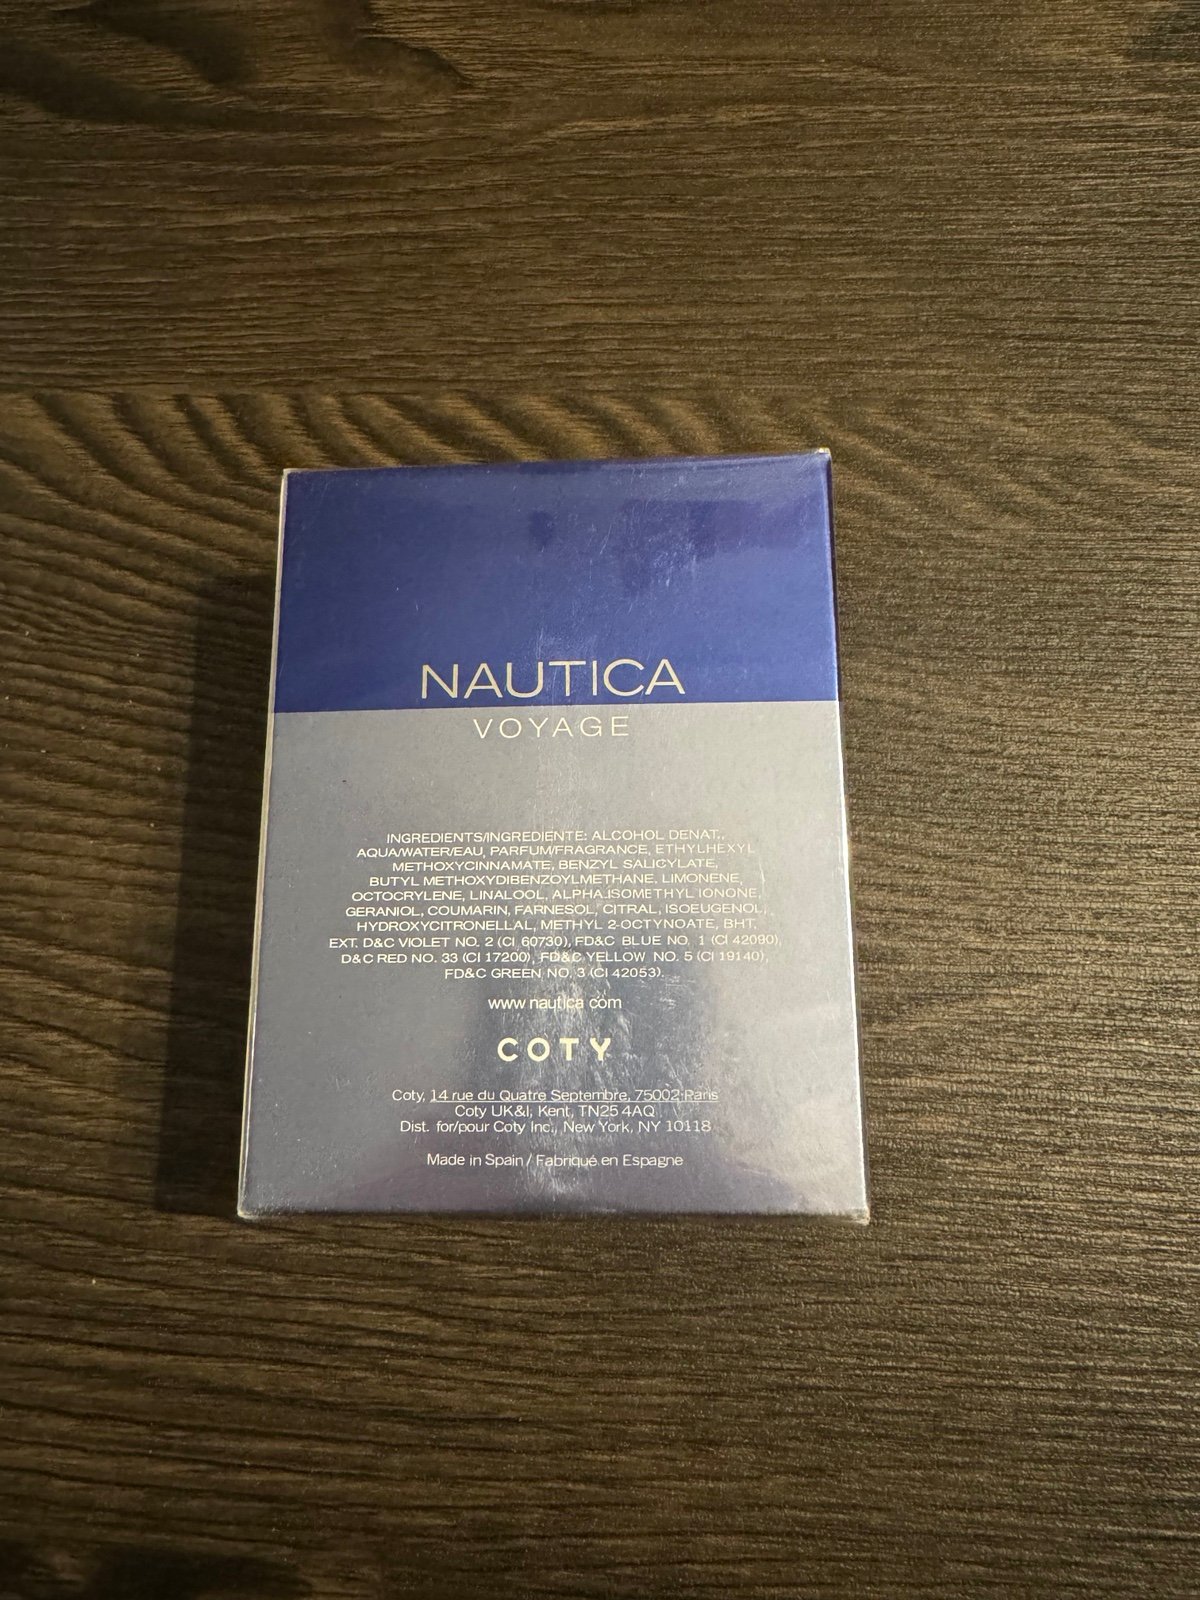 NAUTICA
VOYAGE
INGREDIENTS/INGREDIENTE: ALCOHOL DENAT.,
AQUA/WATER/EAU, PARFUM/FRAGRANCE, ETHYLHEXYL
METHOXYCINNAMATE, BENZYL SALICYLATE,
BUTYL METHOXYDIBENZOYLMETHANE, LIMONENE,
OCTOCRYLENE, LINALOOL, ALPHA.ISOMETHYL IONONE,
GERANIOL, COUMARIN, FARNESOL, CITRAL, ISOEUGENOL,
HYDROXYCITRONELLAL, METHYL 2-OCTYNOATE, BHT,
EXT. D&C VIOLET NO. 2 (CI 60730), FD&C BLUE NO. 1 (CI 42090),
D&C RED NO. 33 (CI 17200), FD&C YELLOW NO. 5 (CI 19140),
FD&C GREEN NO. 3 (CI 42053).
www.nautica.com
COTY
Coty, 14 rue du Quatre Septembre, 75002-Paris
Coty UK&I, Kent, TN25 4AQ
Dist. for/pour Coty Inc., New York, NY 10118
Made in Spain / Fabriqué en Espagne